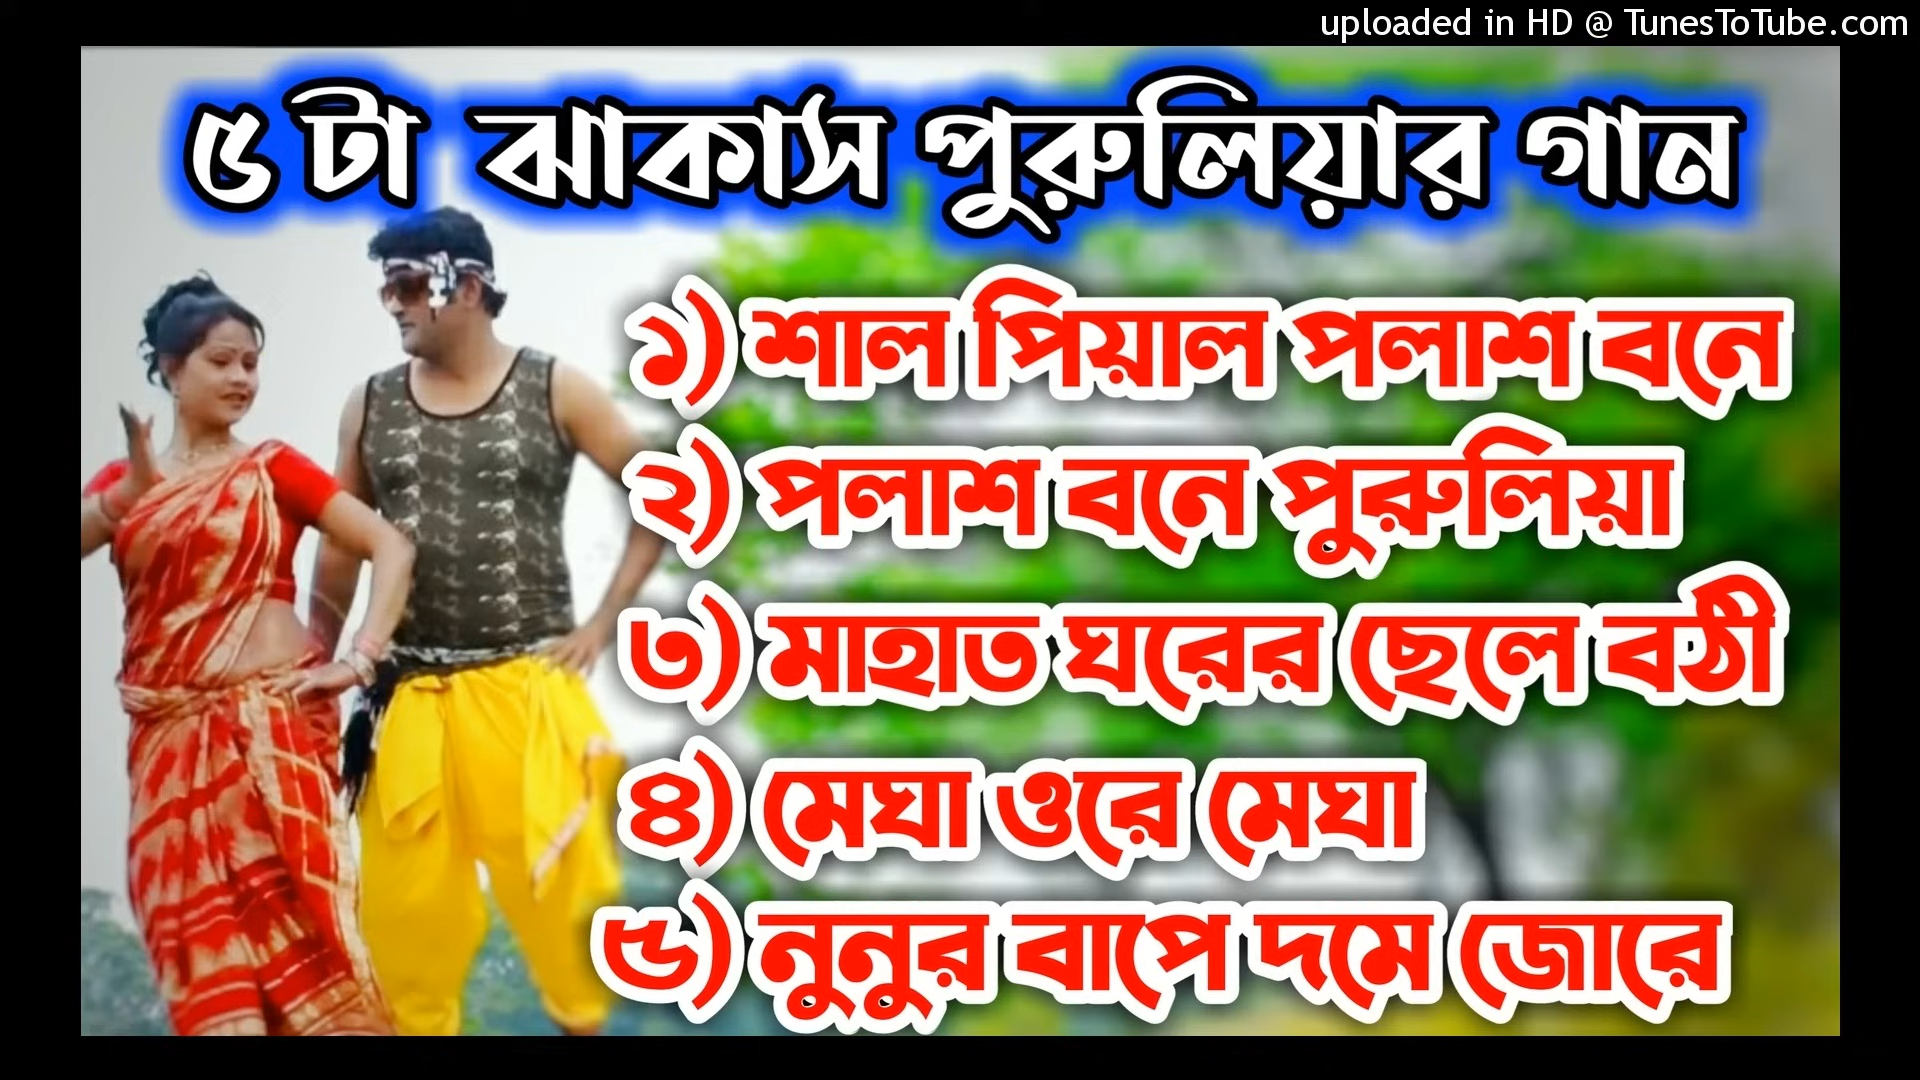 uploaded in HD @ TunesToTube.com
৫ টা ঝাকাস পুরুলিয়ার গান
১) শাল পিয়াল পলাশ বনে
২) পলাশ বনে পুরুলিয়া
৩) মাহাত ঘরের ছেলে বঠী
৪) মেঘা ওরে মেঘা
৫) নুনুর বাপে দমে জোরে